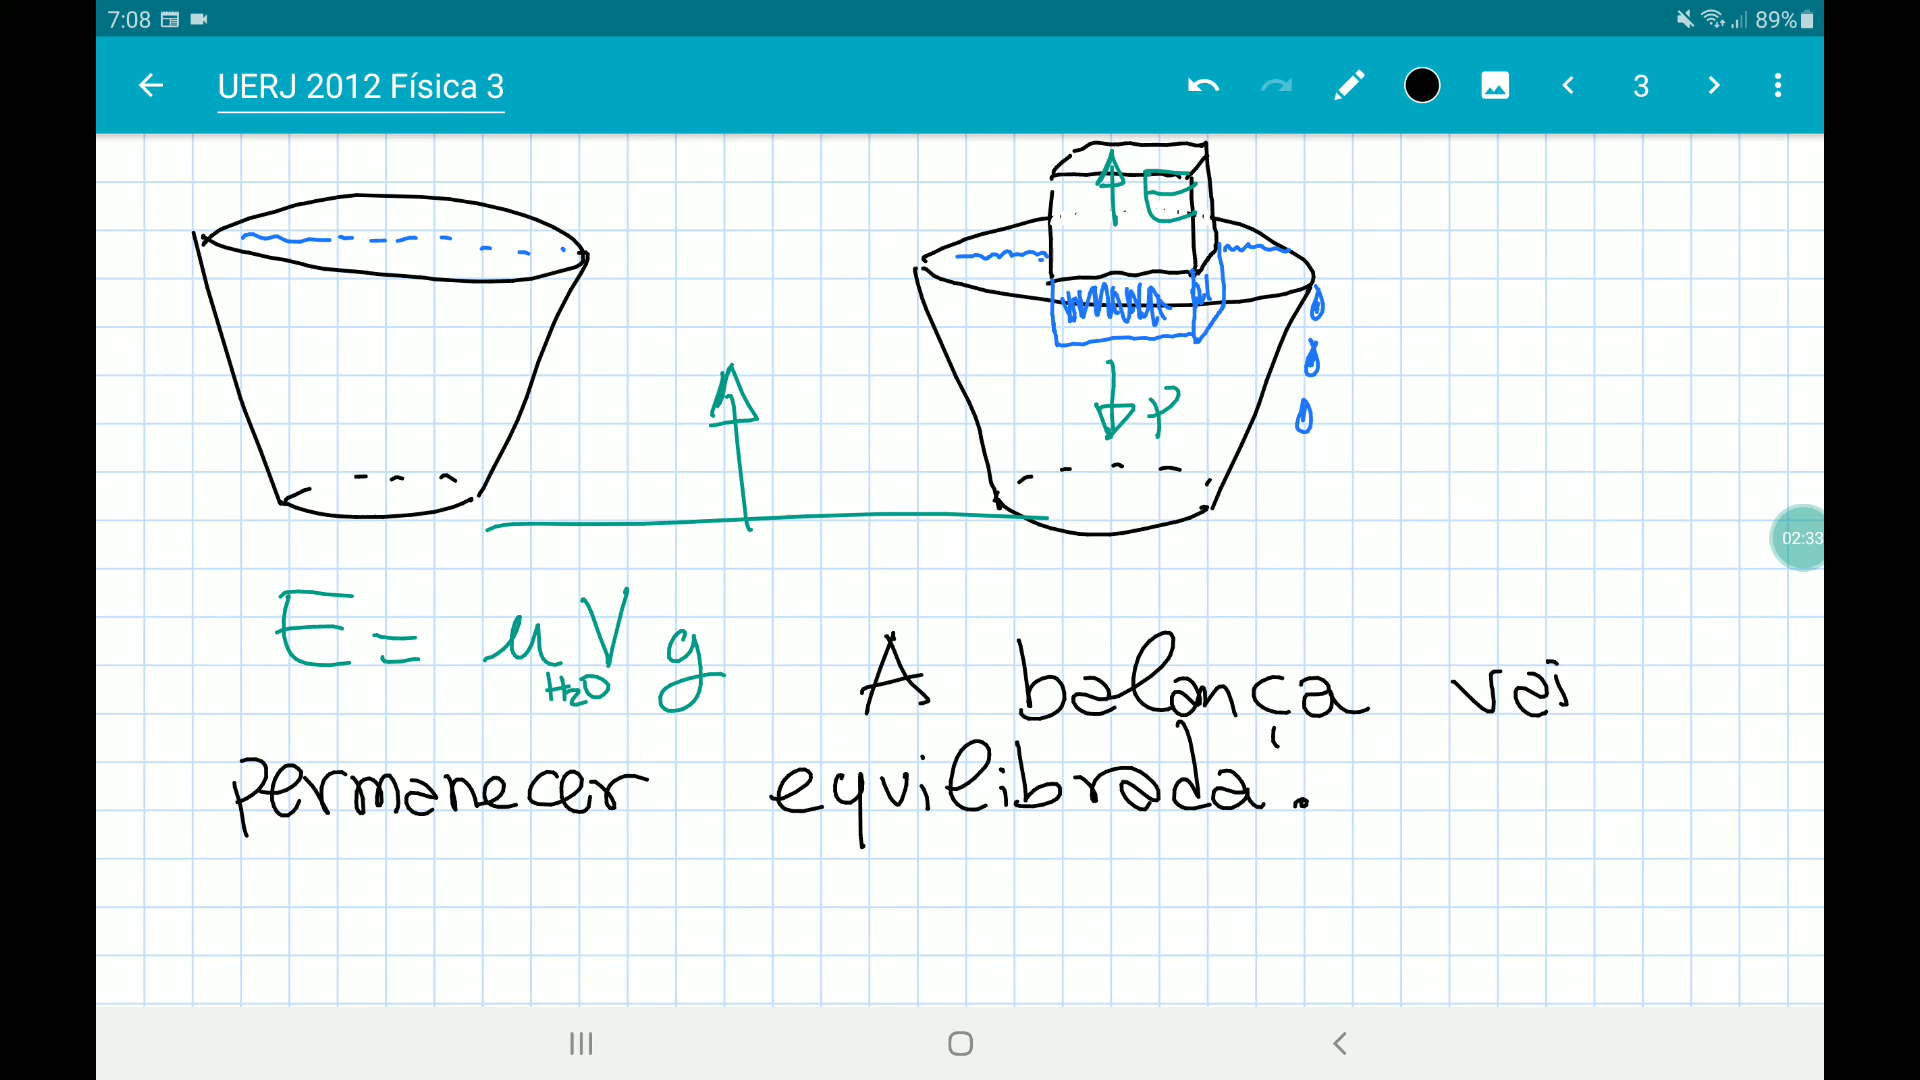 7:08
89%
UERJ 2012 Física 3
3
E
P
02:33
E = μH₂O V g
A balança vai
permanecer equilibrada.